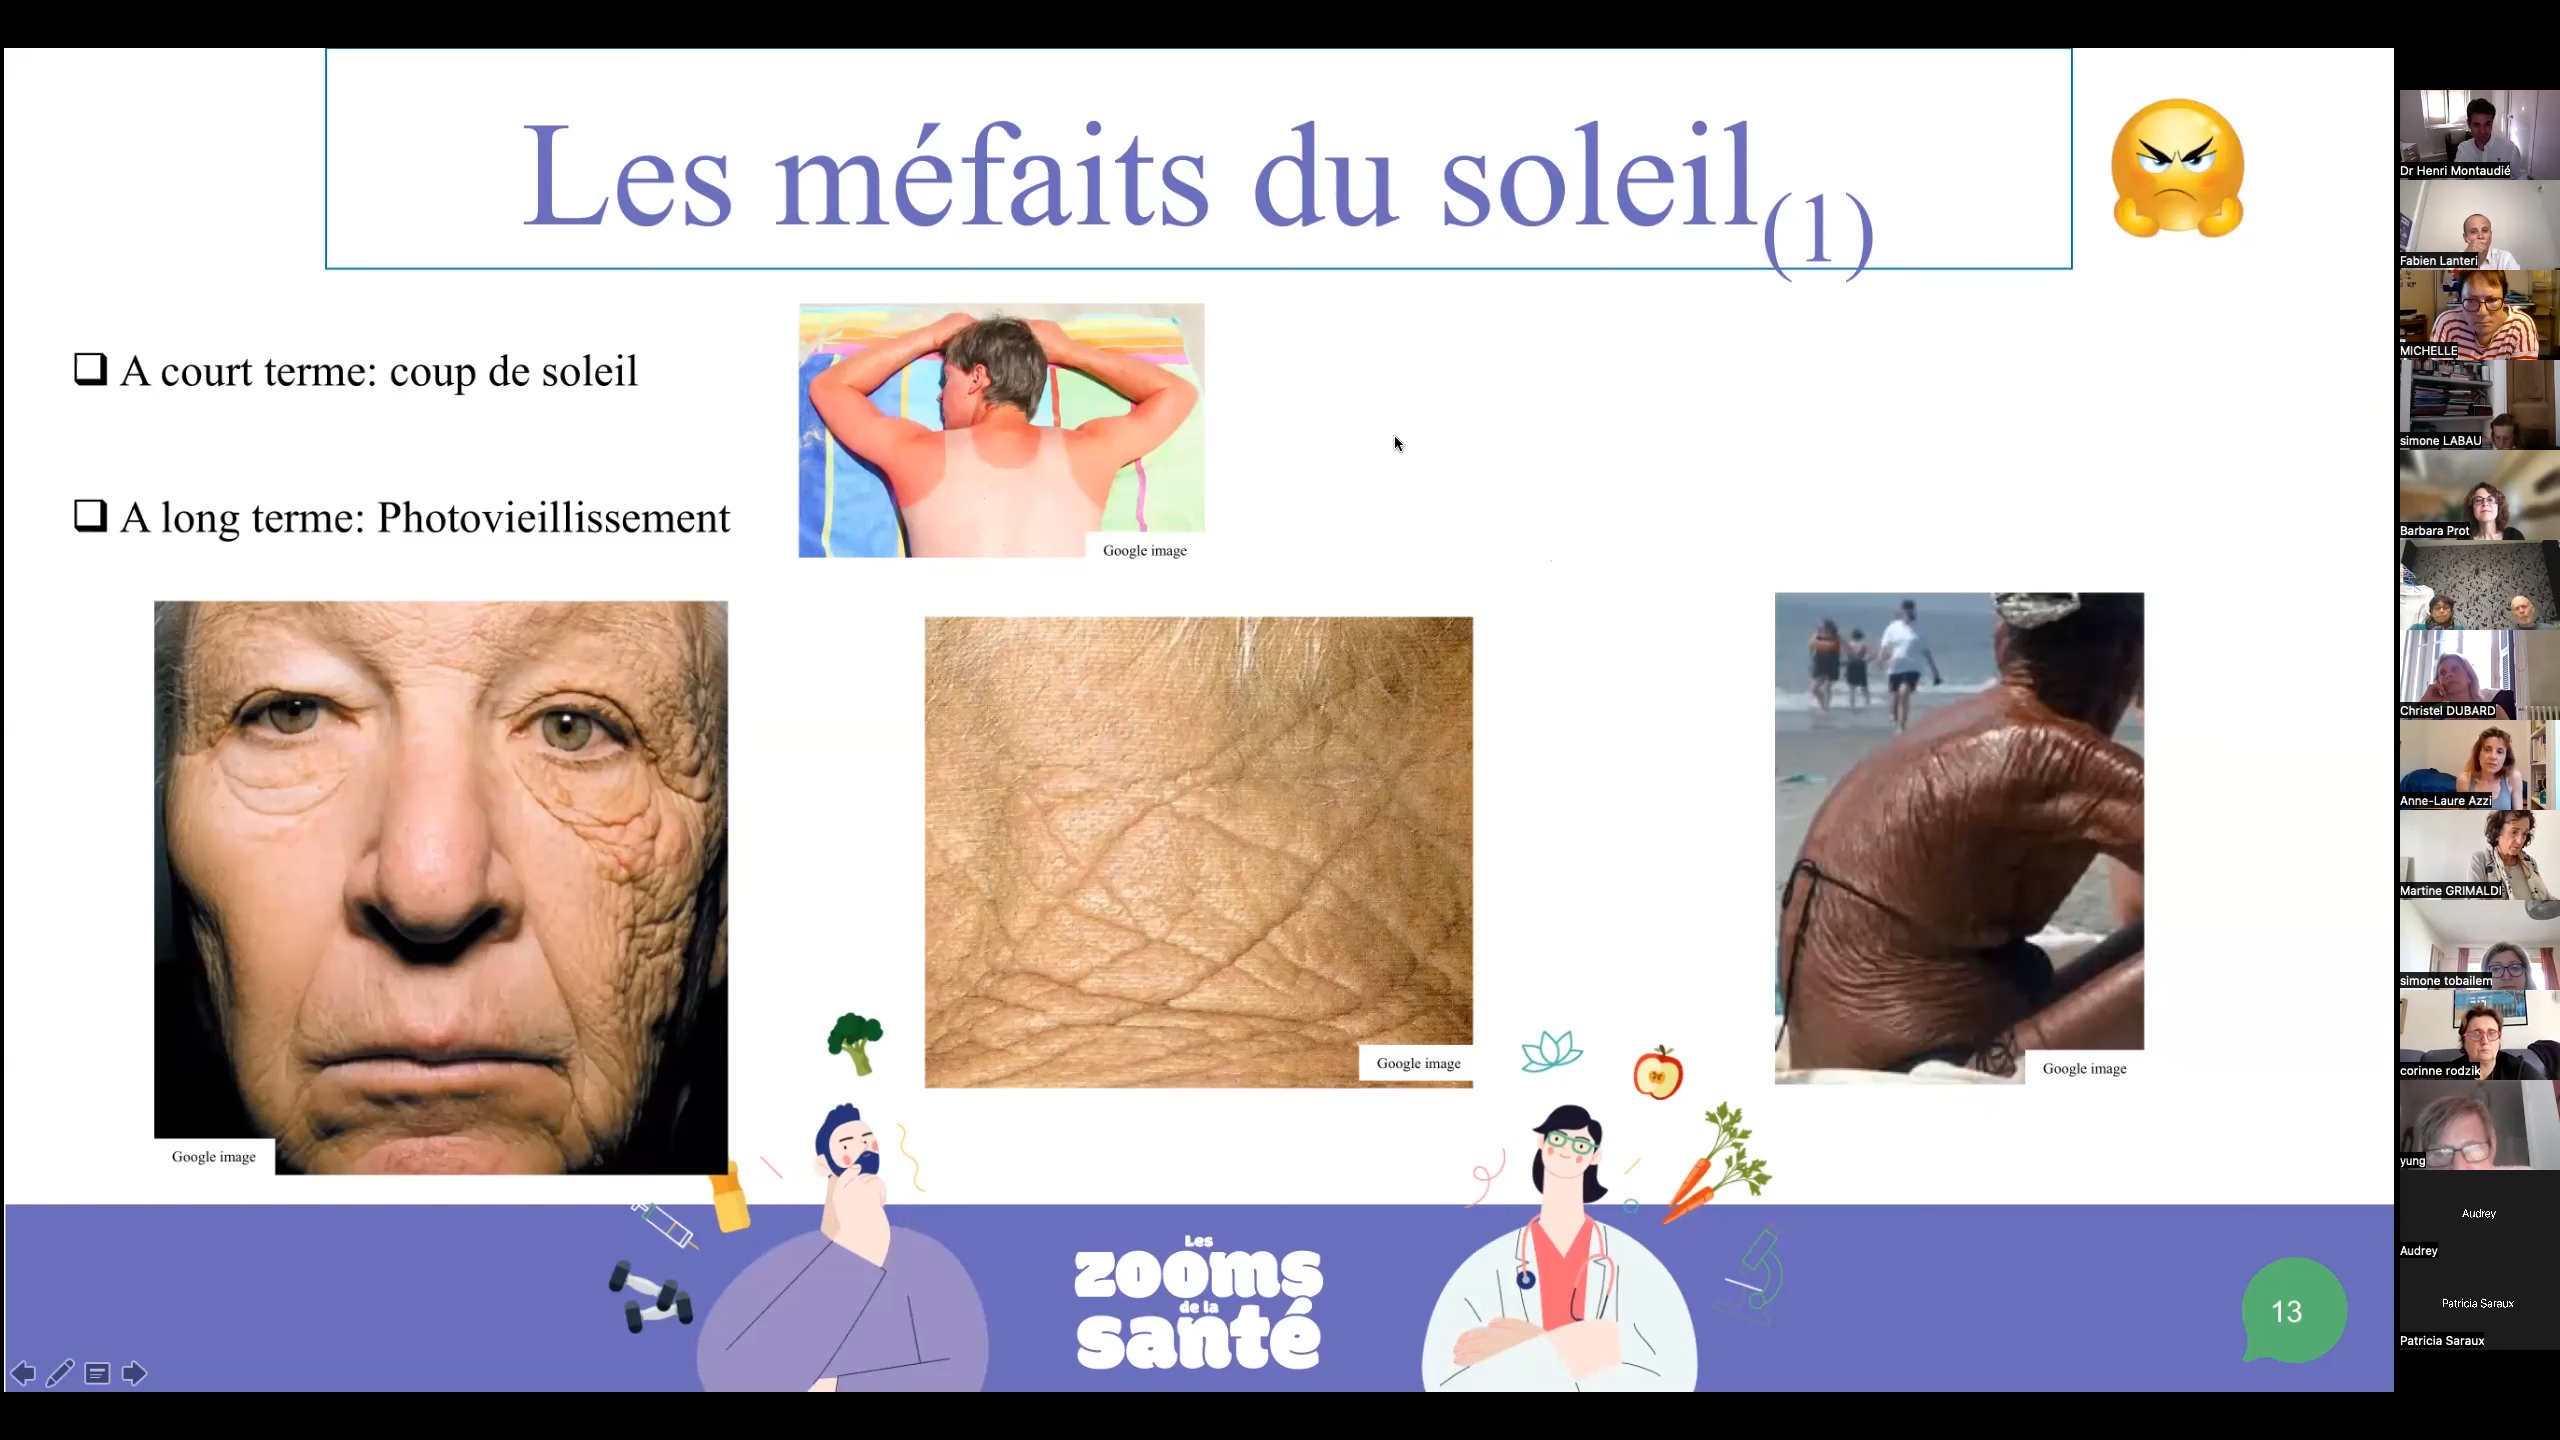 Les méfaits du soleil(1)
A court terme: coup de soleil
Google image
A long terme: Photovieillissement
Google image
Google image
Google image
Les
zooms
de la
santé
13
Dr Henri Montaudié
Fabien Lanteri
MICHELLE
simone LABAU
Barbara Prot
Christel DUBARD
Anne-Laure Azzi
Martine GRIMALDI
simone tobailem
corinne rodzik
yung
Audrey
Audrey
Patricia Saraux
Patricia Saraux